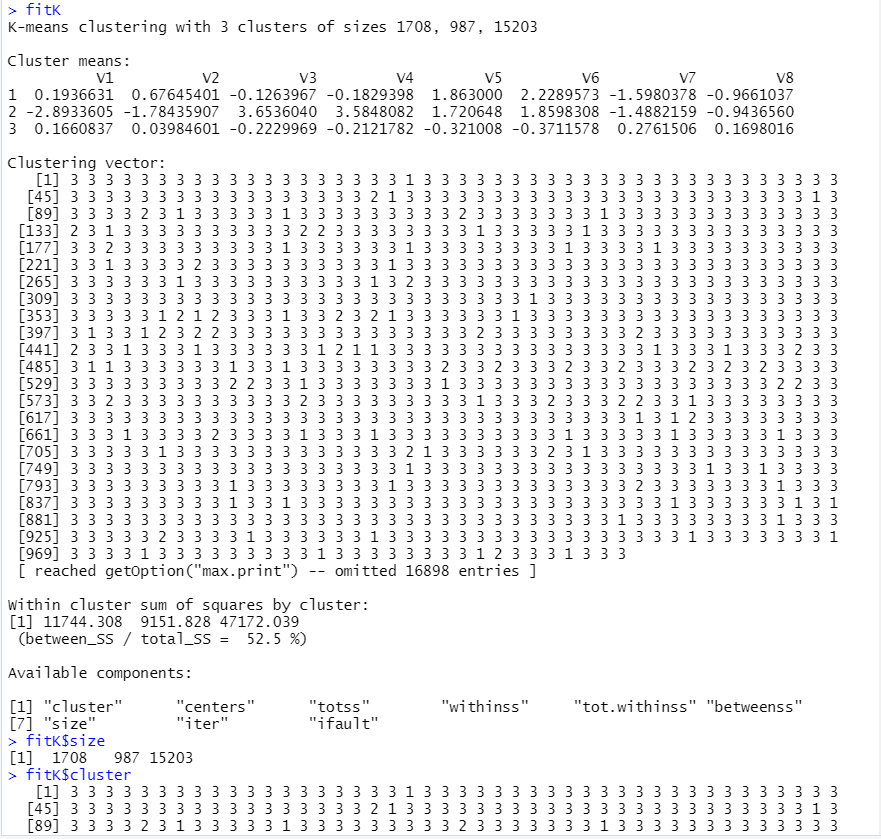 > fitK
K-means clustering with 3 clusters of sizes 1708, 987, 15203
Cluster means:
V1 V2 V3 V4 V5 V6 V7 V8
1 0.1936631 0.67645401 -0.1263967 -0.1829398 1.863000 2.2289573 -1.5980378 -0.9661037
2 -2.8933605 -1.78435907 3.6536040 3.5848082 1.720648 1.8598308 -1.4882159 -0.9436560
3 0.1660837 0.03984601 -0.2229969 -0.2121782 -0.321008 -0.3711578 0.2761506 0.1698016
Clustering vector:
[1] 3 3 3 3 3 3 3 3 3 3 3 3 3 3 3 3 3 3 3 1 3 3 3 3 3 3 3 3 3 3 3 3 3 3 3 3 3 3 3 3 3 3 3 3
[45] 3 3 3 3 3 3 3 3 3 3 3 3 3 3 3 3 3 2 1 3 3 3 3 3 3 3 3 3 3 3 3 3 3 3 3 3 3 3 3 3 3 3 1 3
[89] 3 3 3 3 2 3 1 3 3 3 3 3 1 3 3 3 3 3 3 3 3 3 2 3 3 3 3 3 3 3 1 3 3 3 3 3 3 3 3 3 3 3 3 3
[133] 2 3 1 3 3 3 3 3 3 3 3 3 3 2 2 3 3 3 3 3 3 3 3 1 3 3 3 3 3 1 3 3 3 3 3 3 3 3 3 3 3 3 3 3
[177] 3 3 2 3 3 3 3 3 3 3 3 3 1 3 3 3 3 3 3 1 3 3 3 3 3 3 3 3 1 3 3 3 3 1 3 3 3 3 3 3 3 3 3 3
[221] 3 3 1 3 3 3 3 2 3 3 3 3 3 3 3 3 3 3 1 3 3 3 3 3 3 3 3 3 3 3 3 3 3 3 3 3 3 3 3 3 3 3 3 3
[265] 3 3 3 3 3 3 1 3 3 3 3 3 3 3 3 3 3 1 3 2 3 3 3 3 3 3 3 3 3 3 3 3 3 3 3 3 3 3 3 3 3 3 3 3
[309] 3 3 3 3 3 3 3 3 3 3 3 3 3 3 3 3 3 3 3 3 3 3 3 3 3 3 1 3 3 3 3 3 3 3 3 3 3 3 3 3 3 3 3 3
[353] 3 3 3 3 3 1 2 1 2 3 3 3 1 3 3 2 3 2 1 3 3 3 3 3 3 1 3 3 3 3 3 3 3 3 3 3 3 3 3 3 3 3 3 3
[397] 3 1 3 3 1 2 3 2 2 3 3 3 3 3 3 3 3 3 3 3 3 3 3 2 3 3 3 3 3 3 3 3 2 3 3 3 3 3 3 3 3 3 3 3
[441] 2 3 3 1 3 3 3 1 3 3 3 3 3 3 1 2 1 1 3 3 3 3 3 3 3 3 3 3 3 3 3 3 3 1 3 3 3 1 3 3 3 2 3 3
[485] 3 1 1 3 3 3 3 3 3 1 3 3 1 3 3 3 3 3 3 3 3 2 3 3 2 3 3 3 2 3 3 2 3 3 3 2 3 2 3 2 3 3 3 3
[529] 3 3 3 3 3 3 3 3 3 2 2 3 3 1 3 3 3 3 3 3 3 1 3 3 3 3 3 3 3 3 3 3 3 3 3 3 3 3 3 3 2 2 3 3
[573] 3 3 2 3 3 3 3 3 3 3 3 3 3 2 3 3 3 3 3 3 3 3 3 1 3 3 3 2 3 3 3 2 2 3 3 1 3 3 3 3 3 3 3 3
[617] 3 3 3 3 3 3 3 3 3 3 3 3 3 3 3 3 3 3 3 3 3 3 3 3 3 3 3 3 3 3 3 3 1 3 1 2 3 3 3 3 3 3 3 3
[661] 3 3 3 1 3 3 3 3 2 3 3 3 3 1 3 3 3 1 3 3 3 3 3 3 3 3 3 3 1 3 3 3 3 3 1 3 3 3 3 3 1 3 3 3
[705] 3 3 3 3 3 1 3 3 3 3 3 3 3 3 3 3 3 3 3 2 1 3 3 3 3 3 3 2 3 1 3 3 3 3 3 3 3 3 3 3 3 3 3 3
[749] 3 3 3 3 3 3 3 3 3 3 3 3 3 3 3 3 3 3 3 1 3 3 3 3 3 3 3 3 3 3 3 3 3 3 3 3 1 3 3 1 3 3 3 3
[793] 3 3 3 3 3 3 3 3 3 1 3 3 3 3 3 3 3 3 1 3 3 3 3 3 3 3 3 3 3 3 3 3 2 3 3 3 3 3 3 3 1 3 3 3
[837] 3 3 3 3 3 3 3 3 3 1 3 3 1 3 3 3 3 3 3 3 3 3 3 3 3 3 3 3 3 3 3 3 3 3 1 3 3 3 3 3 3 1 3 1
[881] 3 3 3 3 3 3 3 3 3 3 3 3 3 3 3 3 3 3 3 3 3 3 3 3 3 3 3 3 3 3 3 1 3 3 3 3 3 3 3 3 1 3 3 3
[925] 3 3 3 3 3 2 3 3 3 3 1 3 3 3 3 3 3 1 3 3 3 3 3 3 3 3 3 3 3 3 3 3 3 3 3 1 3 3 3 3 3 3 3 1
[969] 3 3 3 3 1 3 3 3 3 3 3 3 3 3 1 3 3 3 3 3 3 3 3 1 2 3 3 3 1 3 3 3
[ reached getOption("max.print") -- omitted 16898 entries ]
Within cluster sum of squares by cluster:
[1] 11744.308 9151.828 47172.039
(between_SS / total_SS = 52.5 %)
Available components:
[1] "cluster" "centers" "totss" "withinss" "tot.withinss" "betweenss"
[7] "size" "iter" "ifault"
> fitK$size
[1] 1708 987 15203
> fitK$cluster
[1] 3 3 3 3 3 3 3 3 3 3 3 3 3 3 3 3 3 3 3 1 3 3 3 3 3 3 3 3 3 3 3 3 3 3 3 3 3 3 3 3 3 3 3 3
[45] 3 3 3 3 3 3 3 3 3 3 3 3 3 3 3 3 3 2 1 3 3 3 3 3 3 3 3 3 3 3 3 3 3 3 3 3 3 3 3 3 3 3 1 3
[89] 3 3 3 3 2 3 1 3 3 3 3 3 1 3 3 3 3 3 3 3 3 3 2 3 3 3 3 3 3 3 1 3 3 3 3 3 3 3 3 3 3 3 3 3